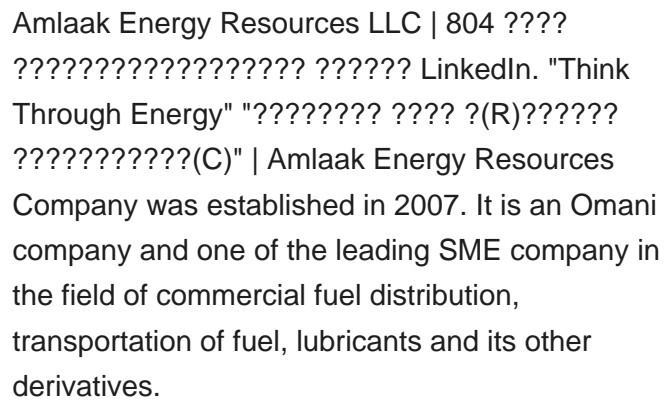 Amlaak Energy Resources LLC | 804 ????
?????????????????? ?????? LinkedIn. "Think
Through Energy" "???????? ???? ?(R)??????
???????????(C)" | Amlaak Energy Resources
Company was established in 2007. It is an Omani
company and one of the leading SME company in
the field of commercial fuel distribution,
transportation of fuel, lubricants and its other
derivatives.